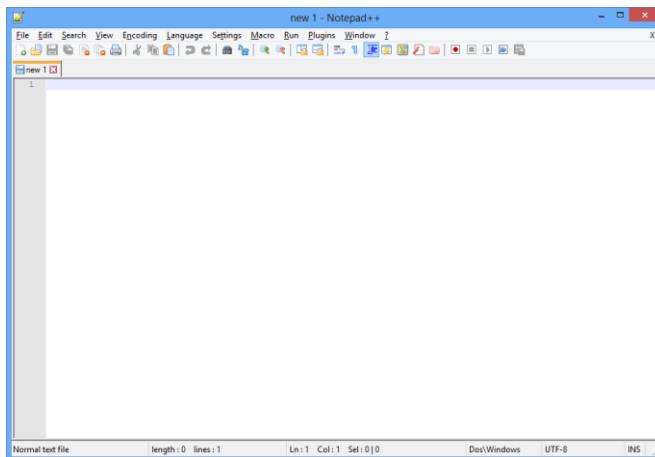 new 1 - Notepad++
File Edit Search View Encoding Language Settings Macro Run Plugins Window ? X
new 1
1
Normal text file length : 0 lines : 1 Ln : 1 Col : 1 Sel : 0 | 0 Dos\Windows UTF-8 INS